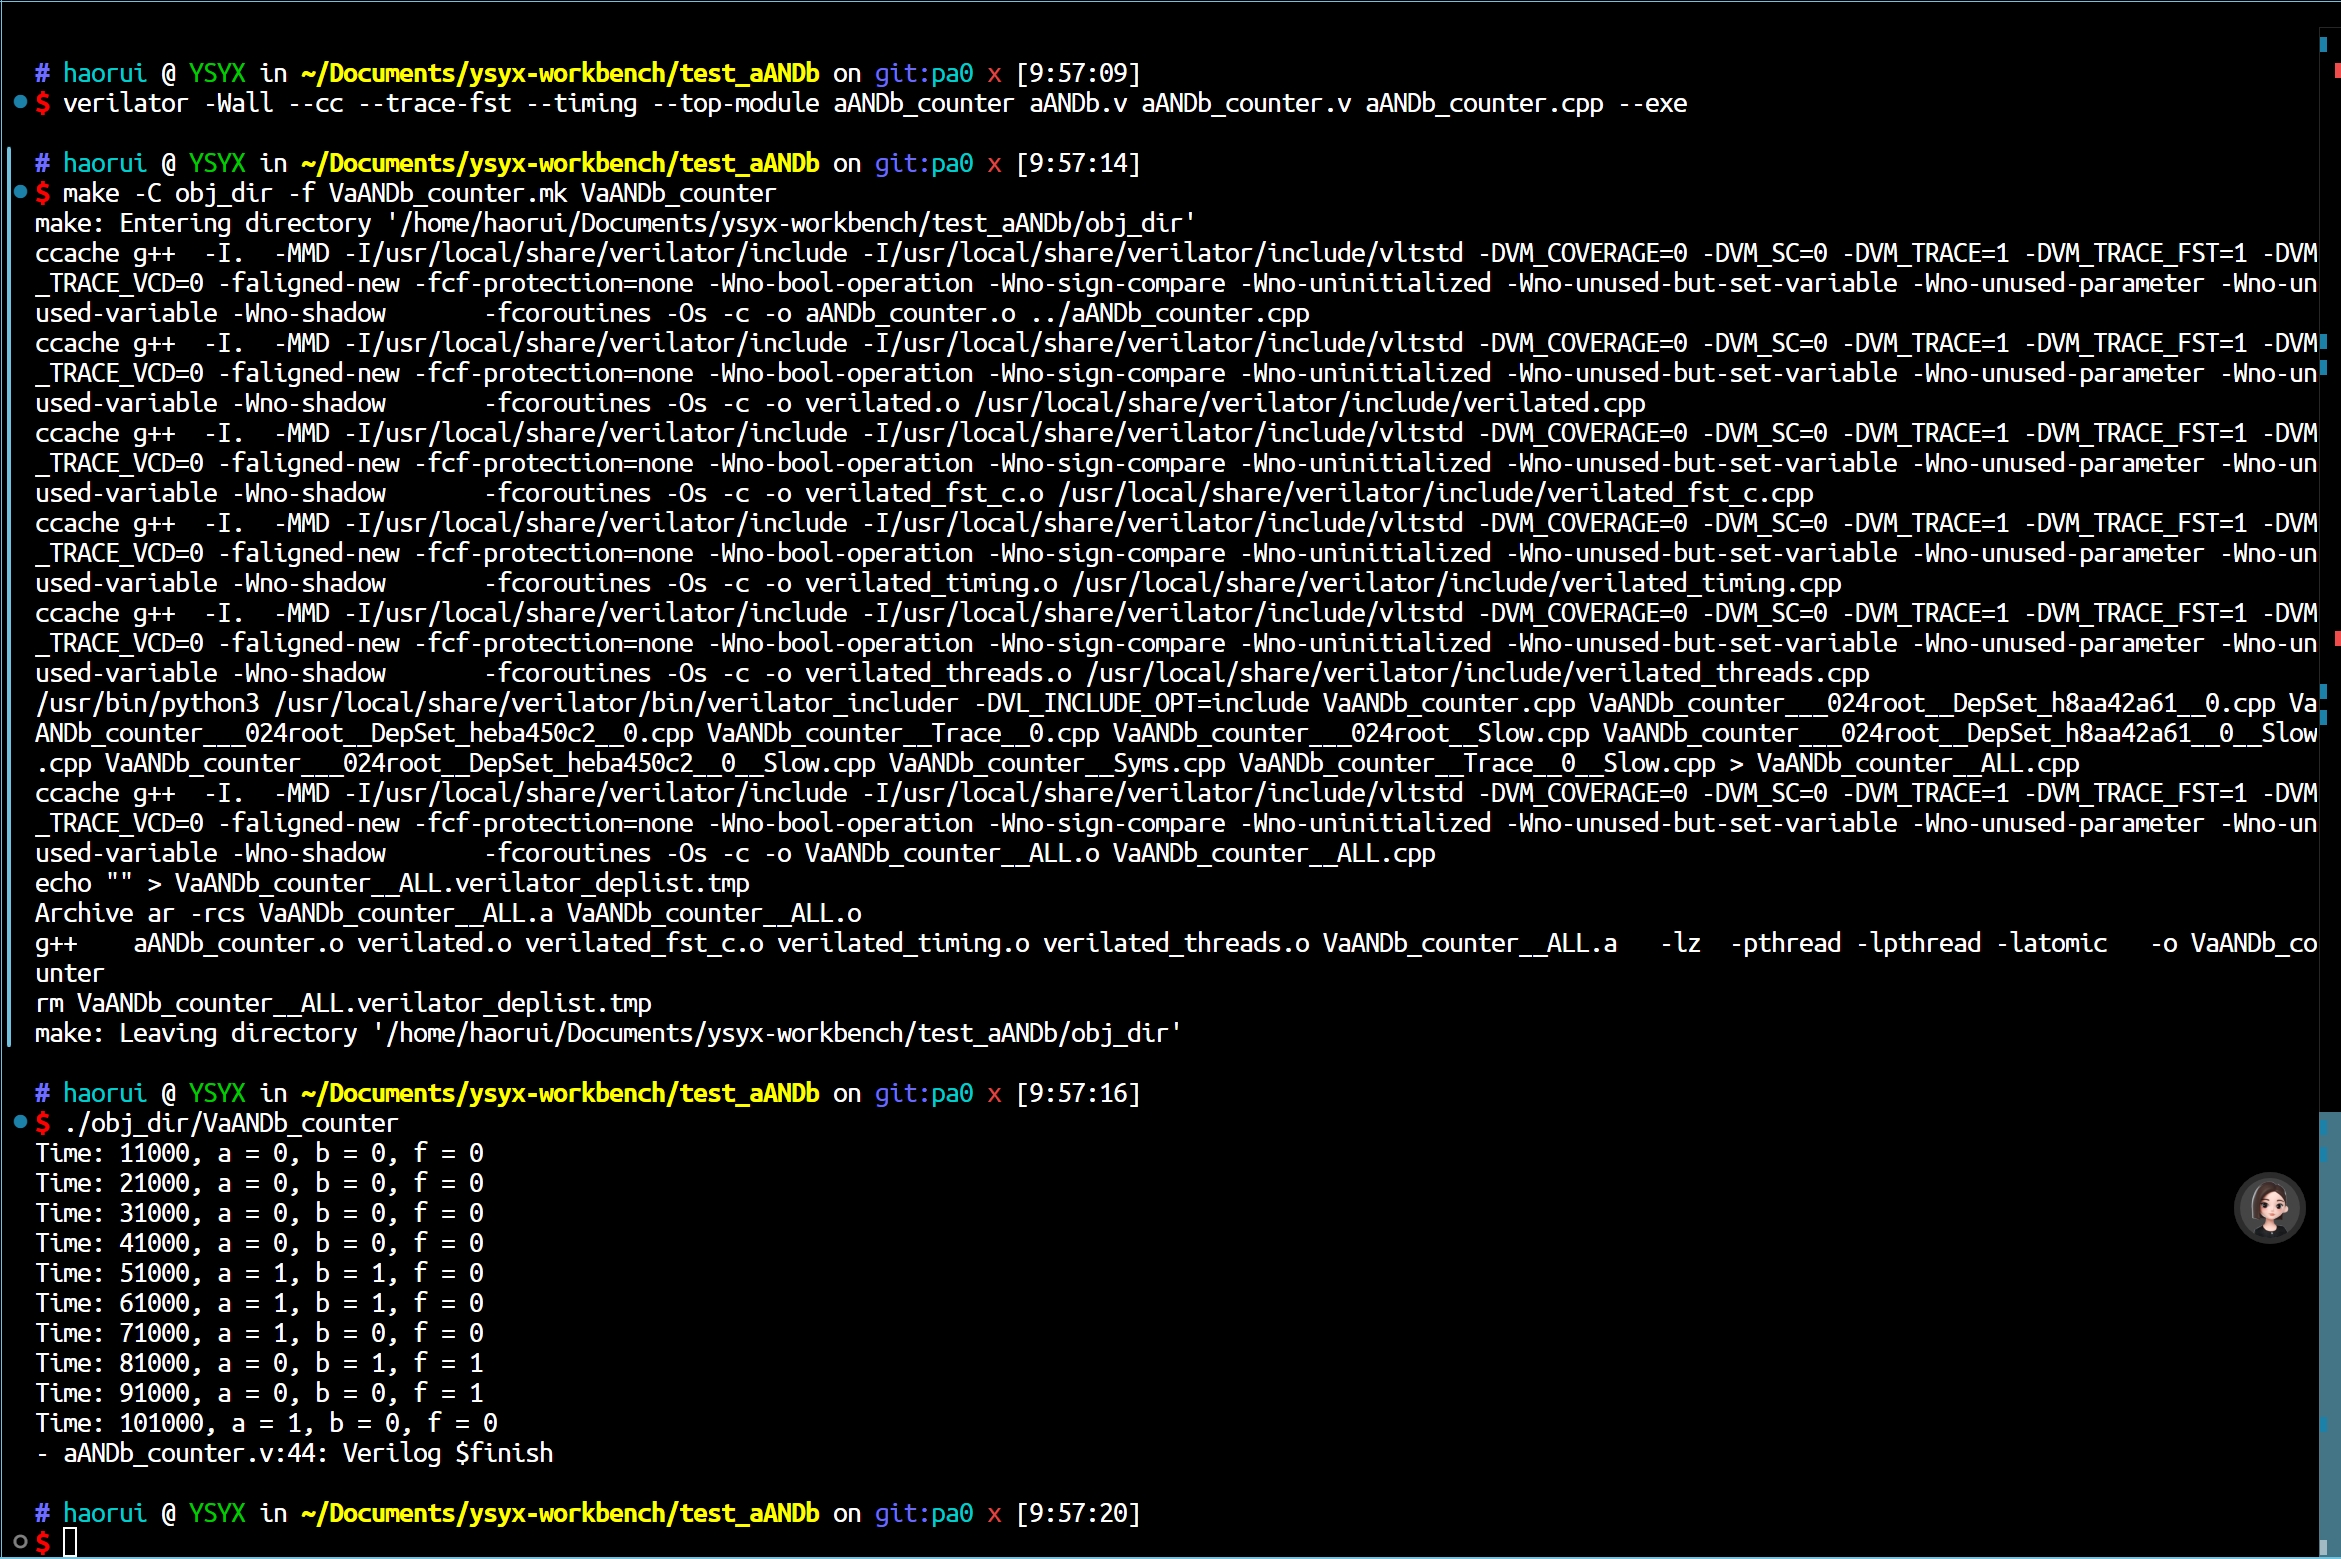 # haorui @ YSYX in ~/Documents/ysyx-workbench/test_aANDb on git:pa0 x [9:57:09]
$ verilator -Wall --cc --trace-fst --timing --top-module aANDb_counter aANDb.v aANDb_counter.v aANDb_counter.cpp --exe
# haorui @ YSYX in ~/Documents/ysyx-workbench/test_aANDb on git:pa0 x [9:57:14]
$ make -C obj_dir -f VaANDb_counter.mk VaANDb_counter
make: Entering directory '/home/haorui/Documents/ysyx-workbench/test_aANDb/obj_dir'
ccache g++  -I.  -MMD -I/usr/local/share/verilator/include -I/usr/local/share/verilator/include/vltstd -DVM_COVERAGE=0 -DVM_SC=0 -DVM_TRACE=1 -DVM_TRACE_FST=1 -DVM
_TRACE_VCD=0 -faligned-new -fcf-protection=none -Wno-bool-operation -Wno-sign-compare -Wno-uninitialized -Wno-unused-but-set-variable -Wno-unused-parameter -Wno-un
used-variable -Wno-shadow       -fcoroutines -Os -c -o aANDb_counter.o ../aANDb_counter.cpp
ccache g++  -I.  -MMD -I/usr/local/share/verilator/include -I/usr/local/share/verilator/include/vltstd -DVM_COVERAGE=0 -DVM_SC=0 -DVM_TRACE=1 -DVM_TRACE_FST=1 -DVM
_TRACE_VCD=0 -faligned-new -fcf-protection=none -Wno-bool-operation -Wno-sign-compare -Wno-uninitialized -Wno-unused-but-set-variable -Wno-unused-parameter -Wno-un
used-variable -Wno-shadow       -fcoroutines -Os -c -o verilated.o /usr/local/share/verilator/include/verilated.cpp
ccache g++  -I.  -MMD -I/usr/local/share/verilator/include -I/usr/local/share/verilator/include/vltstd -DVM_COVERAGE=0 -DVM_SC=0 -DVM_TRACE=1 -DVM_TRACE_FST=1 -DVM
_TRACE_VCD=0 -faligned-new -fcf-protection=none -Wno-bool-operation -Wno-sign-compare -Wno-uninitialized -Wno-unused-but-set-variable -Wno-unused-parameter -Wno-un
used-variable -Wno-shadow       -fcoroutines -Os -c -o verilated_fst_c.o /usr/local/share/verilator/include/verilated_fst_c.cpp
ccache g++  -I.  -MMD -I/usr/local/share/verilator/include -I/usr/local/share/verilator/include/vltstd -DVM_COVERAGE=0 -DVM_SC=0 -DVM_TRACE=1 -DVM_TRACE_FST=1 -DVM
_TRACE_VCD=0 -faligned-new -fcf-protection=none -Wno-bool-operation -Wno-sign-compare -Wno-uninitialized -Wno-unused-but-set-variable -Wno-unused-parameter -Wno-un
used-variable -Wno-shadow       -fcoroutines -Os -c -o verilated_timing.o /usr/local/share/verilator/include/verilated_timing.cpp
ccache g++  -I.  -MMD -I/usr/local/share/verilator/include -I/usr/local/share/verilator/include/vltstd -DVM_COVERAGE=0 -DVM_SC=0 -DVM_TRACE=1 -DVM_TRACE_FST=1 -DVM
_TRACE_VCD=0 -faligned-new -fcf-protection=none -Wno-bool-operation -Wno-sign-compare -Wno-uninitialized -Wno-unused-but-set-variable -Wno-unused-parameter -Wno-un
used-variable -Wno-shadow       -fcoroutines -Os -c -o verilated_threads.o /usr/local/share/verilator/include/verilated_threads.cpp
/usr/bin/python3 /usr/local/share/verilator/bin/verilator_includer -DVL_INCLUDE_OPT=include VaANDb_counter.cpp VaANDb_counter___024root__DepSet_h8aa42a61__0.cpp Va
ANDb_counter___024root__DepSet_heba450c2__0.cpp VaANDb_counter__Trace__0.cpp VaANDb_counter___024root__Slow.cpp VaANDb_counter___024root__DepSet_h8aa42a61__0__Slow
.cpp VaANDb_counter___024root__DepSet_heba450c2__0__Slow.cpp VaANDb_counter__Syms.cpp VaANDb_counter__Trace__0__Slow.cpp > VaANDb_counter__ALL.cpp
ccache g++  -I.  -MMD -I/usr/local/share/verilator/include -I/usr/local/share/verilator/include/vltstd -DVM_COVERAGE=0 -DVM_SC=0 -DVM_TRACE=1 -DVM_TRACE_FST=1 -DVM
_TRACE_VCD=0 -faligned-new -fcf-protection=none -Wno-bool-operation -Wno-sign-compare -Wno-uninitialized -Wno-unused-but-set-variable -Wno-unused-parameter -Wno-un
used-variable -Wno-shadow       -fcoroutines -Os -c -o VaANDb_counter__ALL.o VaANDb_counter__ALL.cpp
echo "" > VaANDb_counter__ALL.verilator_deplist.tmp
Archive ar -rcs VaANDb_counter__ALL.a VaANDb_counter__ALL.o
g++    aANDb_counter.o verilated.o verilated_fst_c.o verilated_timing.o verilated_threads.o VaANDb_counter__ALL.a   -lz  -pthread -lpthread -latomic   -o VaANDb_co
unter
rm VaANDb_counter__ALL.verilator_deplist.tmp
make: Leaving directory '/home/haorui/Documents/ysyx-workbench/test_aANDb/obj_dir'
# haorui @ YSYX in ~/Documents/ysyx-workbench/test_aANDb on git:pa0 x [9:57:16]
$ ./obj_dir/VaANDb_counter
Time: 11000, a = 0, b = 0, f = 0
Time: 21000, a = 0, b = 0, f = 0
Time: 31000, a = 0, b = 0, f = 0
Time: 41000, a = 0, b = 0, f = 0
Time: 51000, a = 1, b = 1, f = 0
Time: 61000, a = 1, b = 1, f = 0
Time: 71000, a = 1, b = 0, f = 0
Time: 81000, a = 0, b = 1, f = 1
Time: 91000, a = 0, b = 0, f = 1
Time: 101000, a = 1, b = 0, f = 0
- aANDb_counter.v:44: Verilog $finish
# haorui @ YSYX in ~/Documents/ysyx-workbench/test_aANDb on git:pa0 x [9:57:20]
$